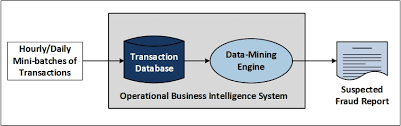 Hourly/Daily
Mini-batches of
Transactions
Transaction
Database
Data-Mining
Engine
Operational Business Intelligence System
Suspected
Fraud Report